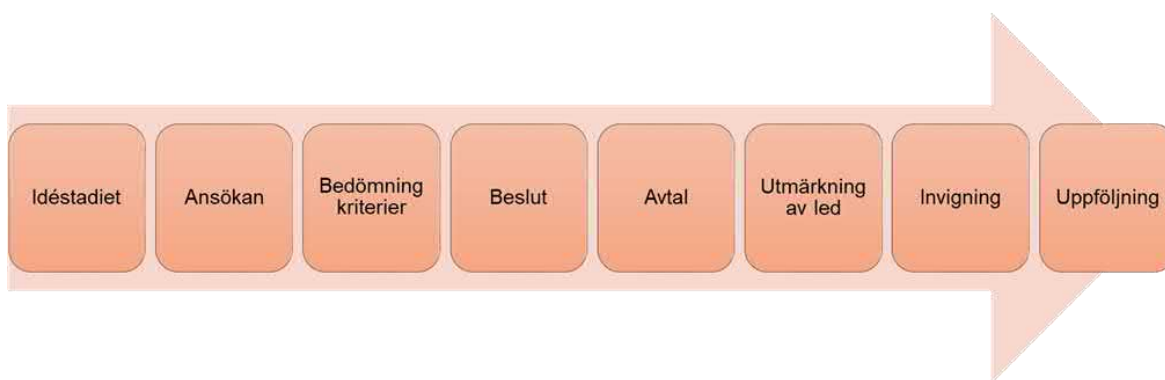 Idéstadiet
Ansökan
Bedömning
kriterier
Beslut
Avtal
Utmärkning
av led
Invigning
Uppföljning